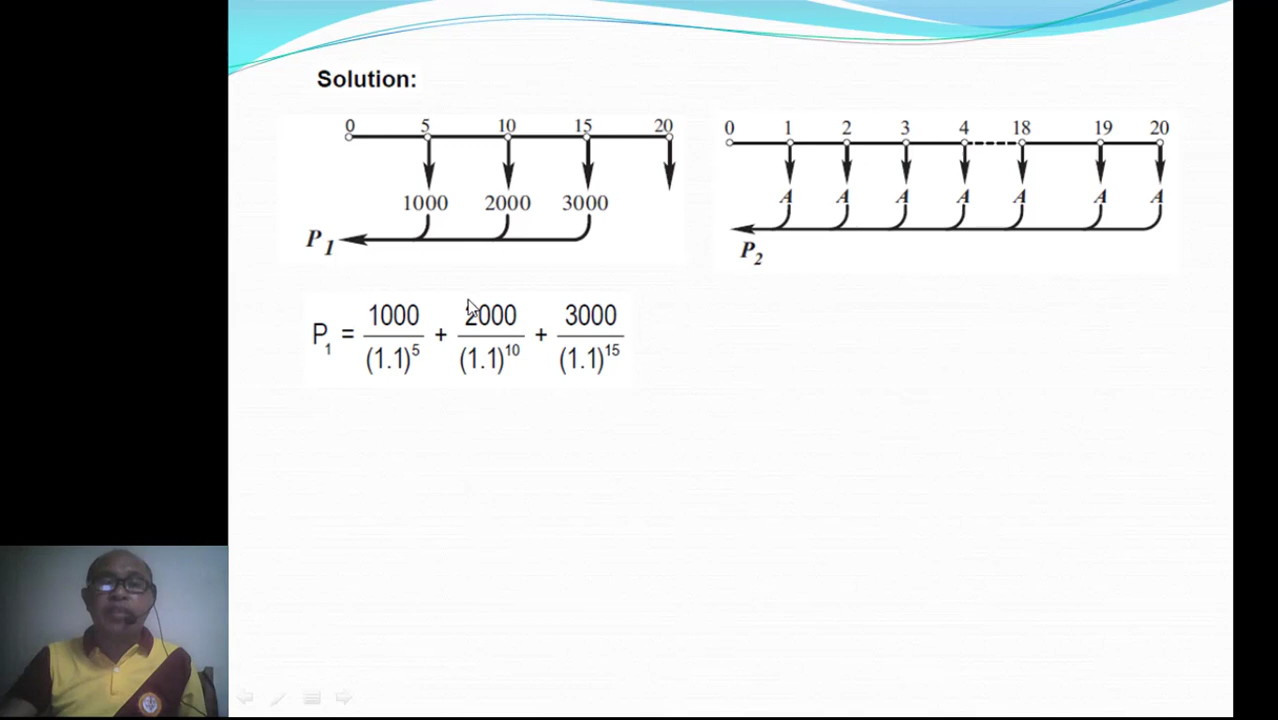 Solution:
0 5 10 15 20
1000 2000 3000
P1
0 1 2 3 4 18 19 20
A A A A A A A
P2
P1 = 1000/(1.1)^5 + 2000/(1.1)^10 + 3000/(1.1)^15